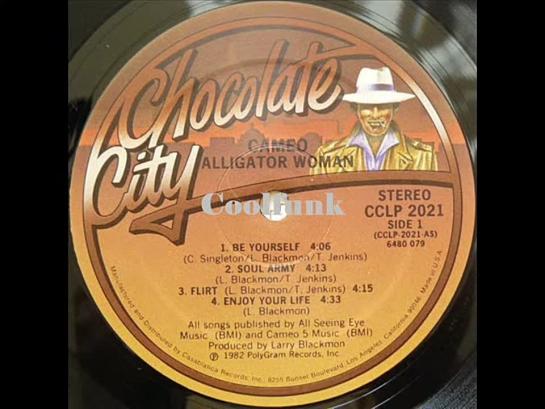 Chocolate
City
CAMEO
ALLIGATOR WOMAN
STEREO
CCLP 2021
SIDE 1
(CCLP-2021-AS)
6480 079
Coolfunk
1. BE YOURSELF 4:06
(C. Singleton/L. Blackmon/T. Jenkins)
2. SOUL ARMY 4:13
(L. Blackmon/T. Jenkins)
3. FLIRT (L. Blackmon/T. Jenkins) 4:15
4. ENJOY YOUR LIFE 4:33
(L. Blackmon)
All songs published by All Seeing Eye
Music (BMI) and Cameo 5 Music (BMI)
Produced by Larry Blackmon
℗ 1982 PolyGram Records, Inc.
Manufactured and Distributed by Casablanca Records, Inc., 8255 Sunset Boulevard, Los Angeles, California, 90046 Made in U.S.A.